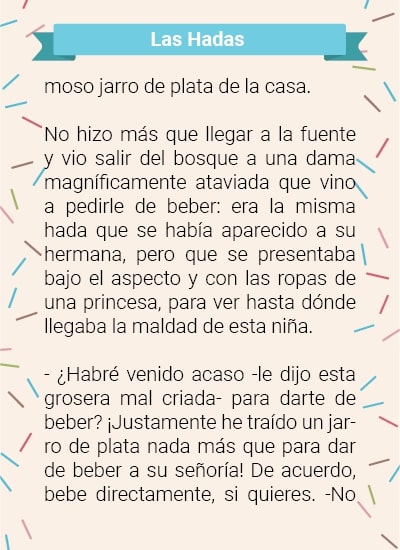 Las Hadas
moso jarro de plata de la casa.
No hizo más que llegar a la fuente
y vio salir del bosque a una dama
magníficamente ataviada que vino
a pedirle de beber: era la misma
hada que se había aparecido a su
hermana, pero que se presentaba
bajo el aspecto y con las ropas de
una princesa, para ver hasta dónde
llegaba la maldad de esta niña.
- ¿Habré venido acaso -le dijo esta
grosera mal criada- para darte de
beber? ¡Justamente he traído un jar-
ro de plata nada más que para dar
de beber a su señoría! De acuerdo,
bebe directamente, si quieres. -No